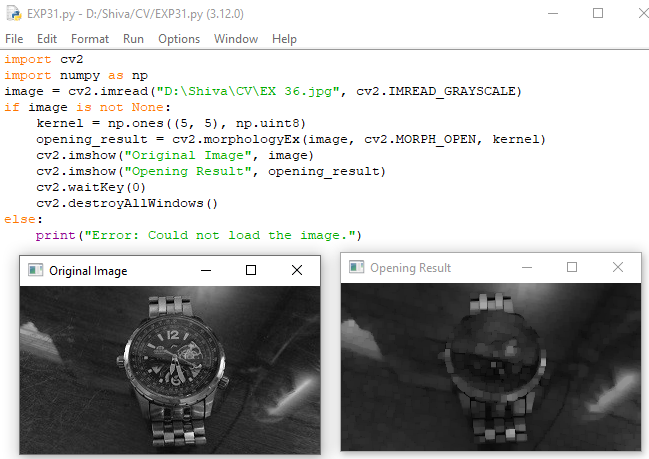 EXP31.py - D:/Shiva/CV/EXP31.py (3.12.0)
File Edit Format Run Options Window Help
import cv2
import numpy as np
image = cv2.imread("D:\Shiva\CV\EX 36.jpg", cv2.IMREAD_GRAYSCALE)
if image is not None:
    kernel = np.ones((5, 5), np.uint8)
    opening_result = cv2.morphologyEx(image, cv2.MORPH_OPEN, kernel)
    cv2.imshow("Original Image", image)
    cv2.imshow("Opening Result", opening_result)
    cv2.waitKey(0)
    cv2.destroyAllWindows()
else:
    print("Error: Could not load the image.")
Original Image
Opening Result
12